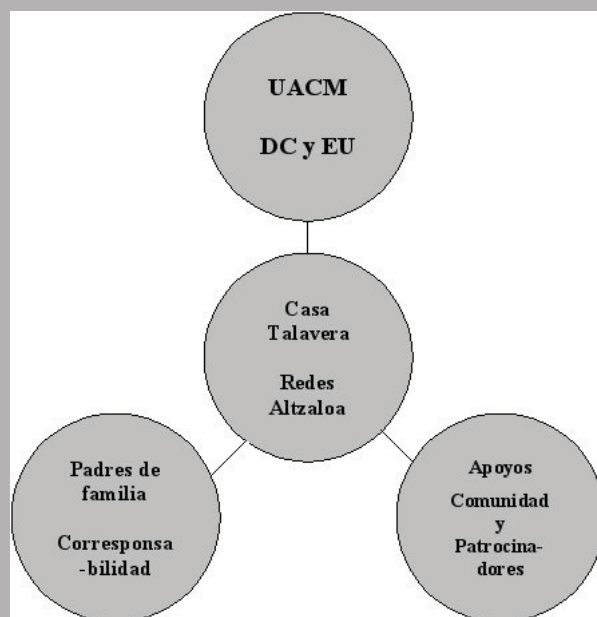 UACM
DC y EU
Casa
Talavera
Redes
Altzaloa
Padres de
familia
Corresponsa
-bilidad
Apoyos
Comunidad
y
Patrocina-
dores